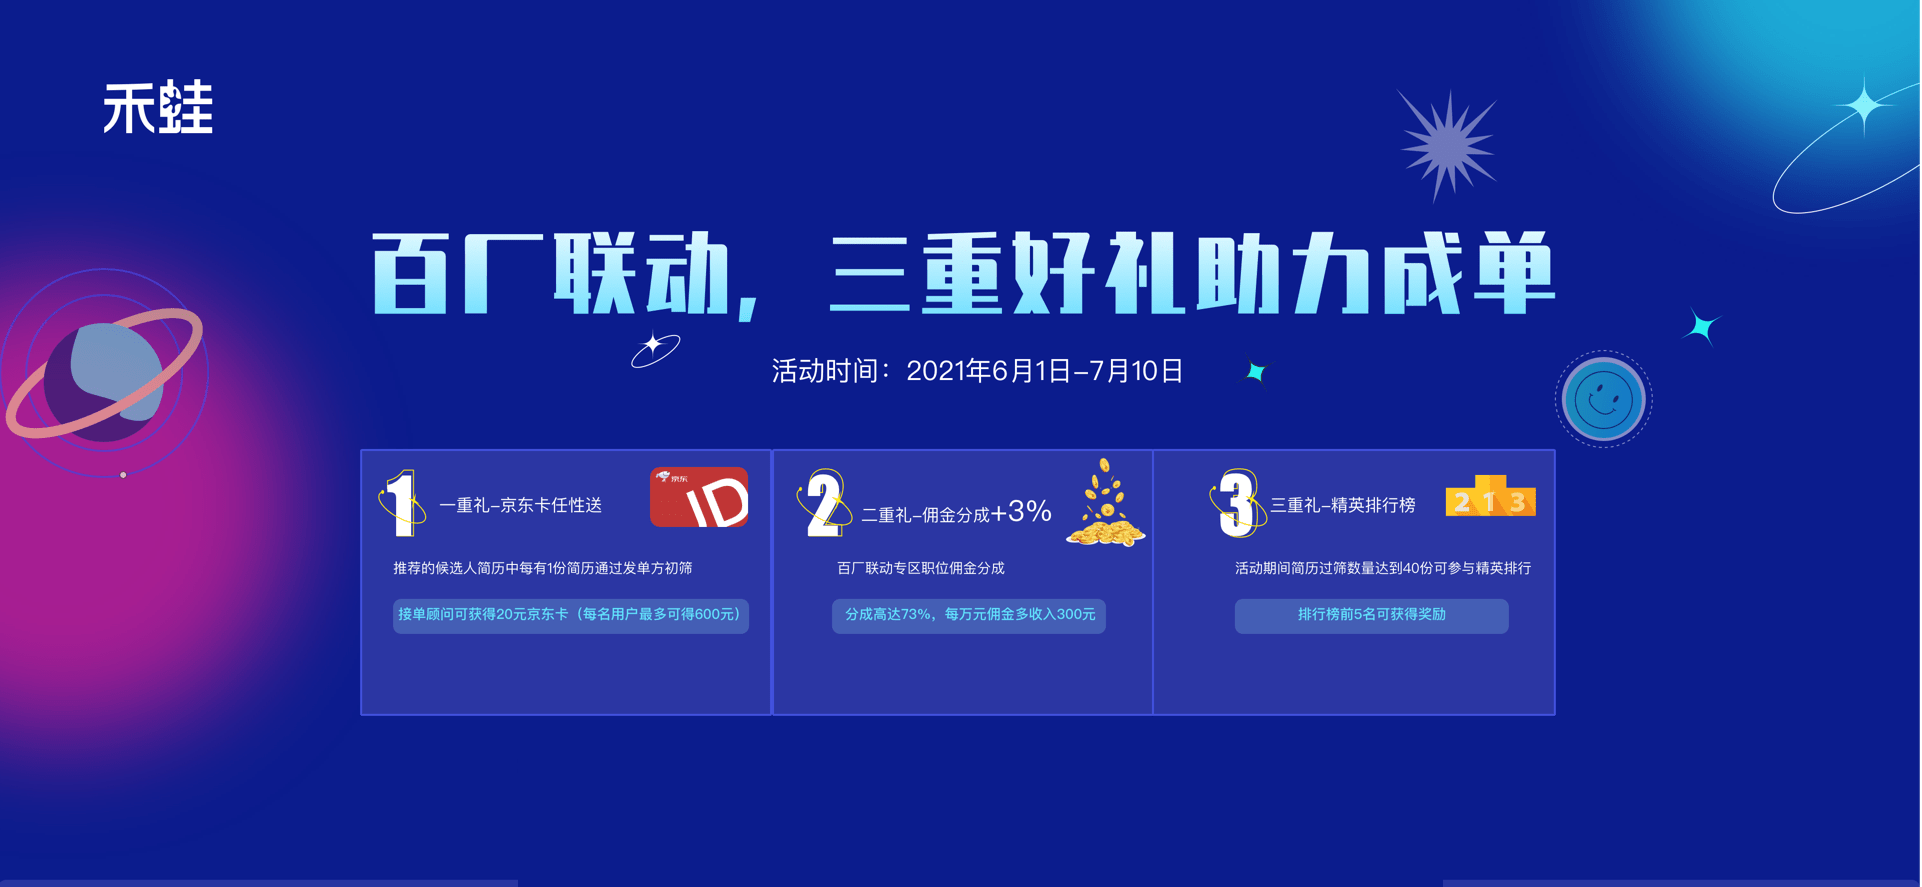 禾蛙
百厂联动，三重好礼助力成单
活动时间：2021年6月1日-7月10日
1
一重礼-京东卡任性送
京东
JD
推荐的候选人简历中每有1份简历通过发单方初筛
接单顾问可获得20元京东卡（每名用户最多可得600元）
2
二重礼-佣金分成+3%
百厂联动专区职位佣金分成
分成高达73%，每万元佣金多收入300元
3
三重礼-精英排行榜
2 1 3
活动期间简历过筛数量达到40份可参与精英排行
排行榜前5名可获得奖励